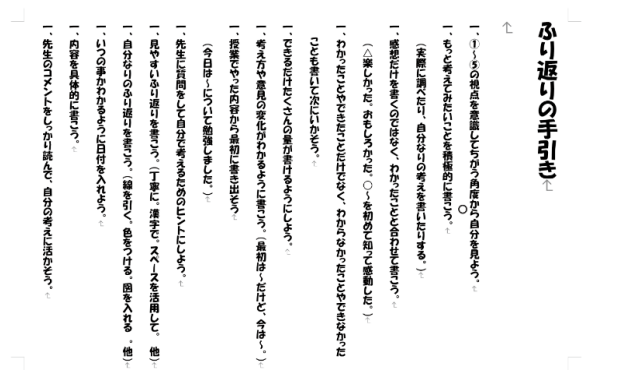 ふり返りの手引き
一、①～⑤の視点を意識してちがう角度から自分を見よう。
一、もっと考えてみたいことを積極的に書こう。
(実際に調べたり、自分なりの考えを書いたりする。)
一、感想だけを書くのではなく、わかったことと合わせて書こう。
(△楽しかった。おもしろかった。○～を初めて知って感動した。)
一、わかったことやできたことだけでなく、わからなかったことやできなかった
ことも書いて次にいかそう。
一、できるだけたくさんの量が書けるようにしよう。
一、考え方や意見の変化がわかるように書こう。(最初は～だけど、今は～。)
一、授業でやった内容から最初に書き出そう
(今日は～について勉強しました。)
一、先生に質問をして自分で考えるためのヒントにしよう。
一、見やすいふり返りを書こう。(丁寧に。漢字で。スペースを活用して。他)
一、自分なりのふり返りを書こう。(線を引く。色をつける。図を入れる。他)
一、いつの事かわかるように日付を入れよう。
一、内容を具体的に書こう。
一、先生のコメントをしっかり読んで、自分の考えに活かそう。